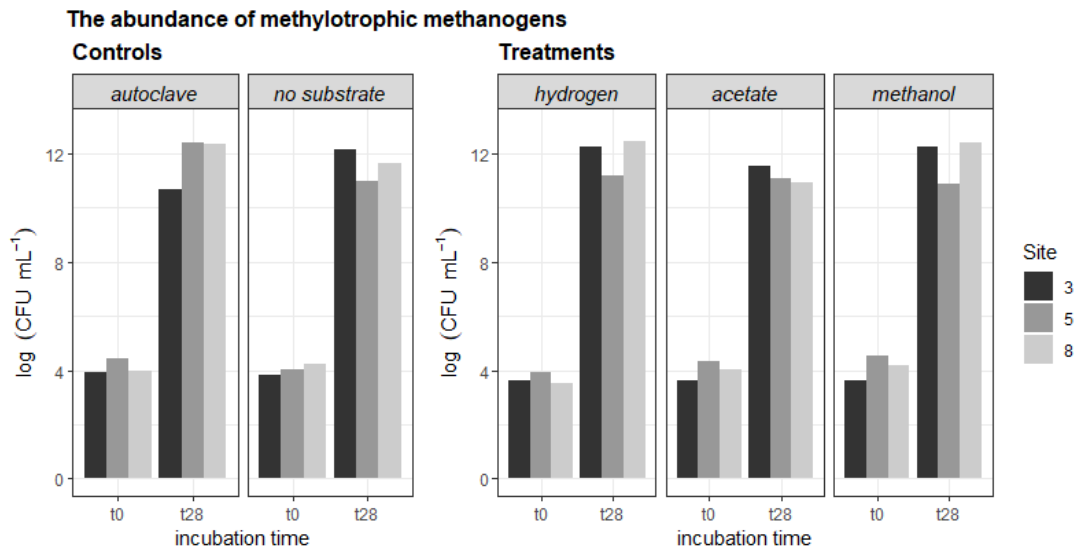 The abundance of methylotrophic methanogens
Controls
autoclave
no substrate
log (CFU mL⁻¹)
12
8
4
0
t0
t28
t0
t28
incubation time
Treatments
hydrogen
acetate
methanol
log (CFU mL⁻¹)
12
8
4
0
t0
t28
t0
t28
t0
t28
incubation time
Site
3
5
8